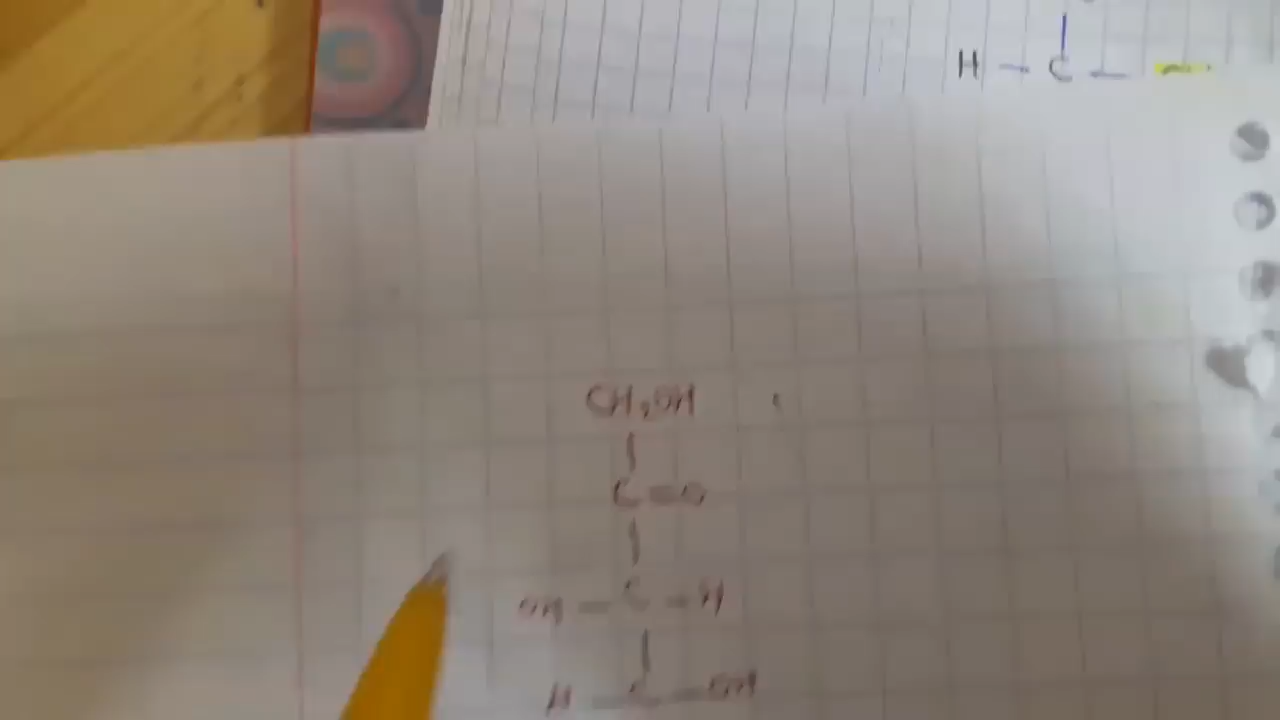 H - C -
CH₂OH
C=O
OH - C - H
H - C - OH